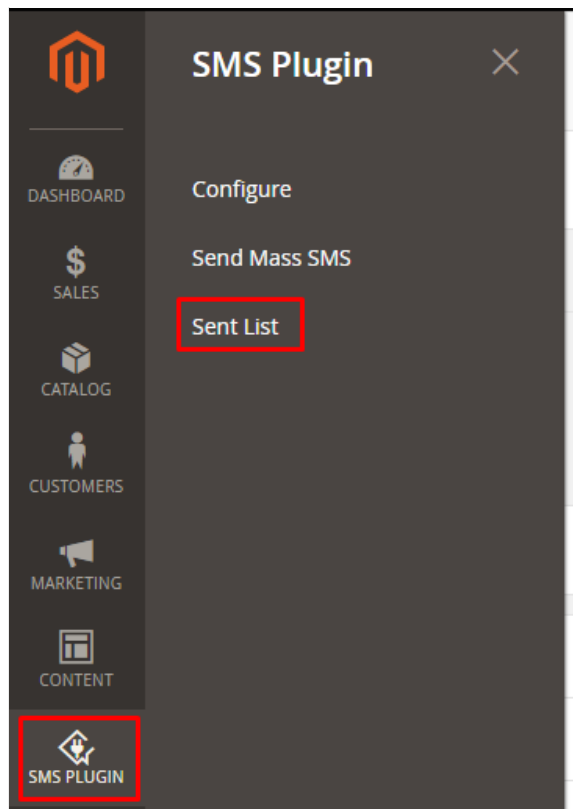 SMS Plugin
Configure
Send Mass SMS
Sent List
DASHBOARD
$
SALES
CATALOG
CUSTOMERS
MARKETING
CONTENT
SMS PLUGIN